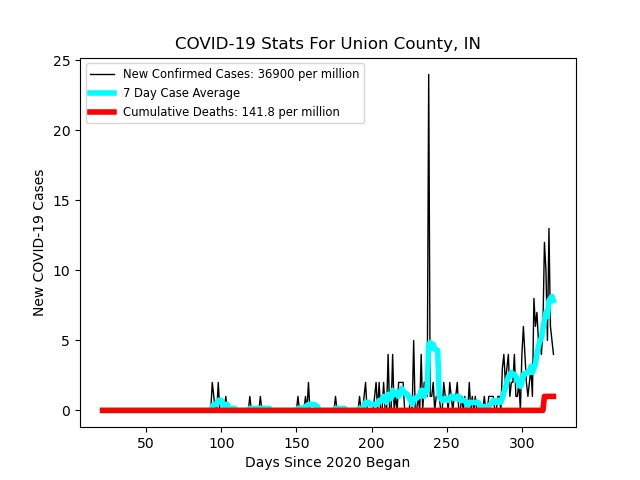 COVID-19 Stats For Union County, IN
New Confirmed Cases: 36900 per million
7 Day Case Average
Cumulative Deaths: 141.8 per million
New COVID-19 Cases
25
20
15
10
5
0
50
100
150
200
250
300
Days Since 2020 Began